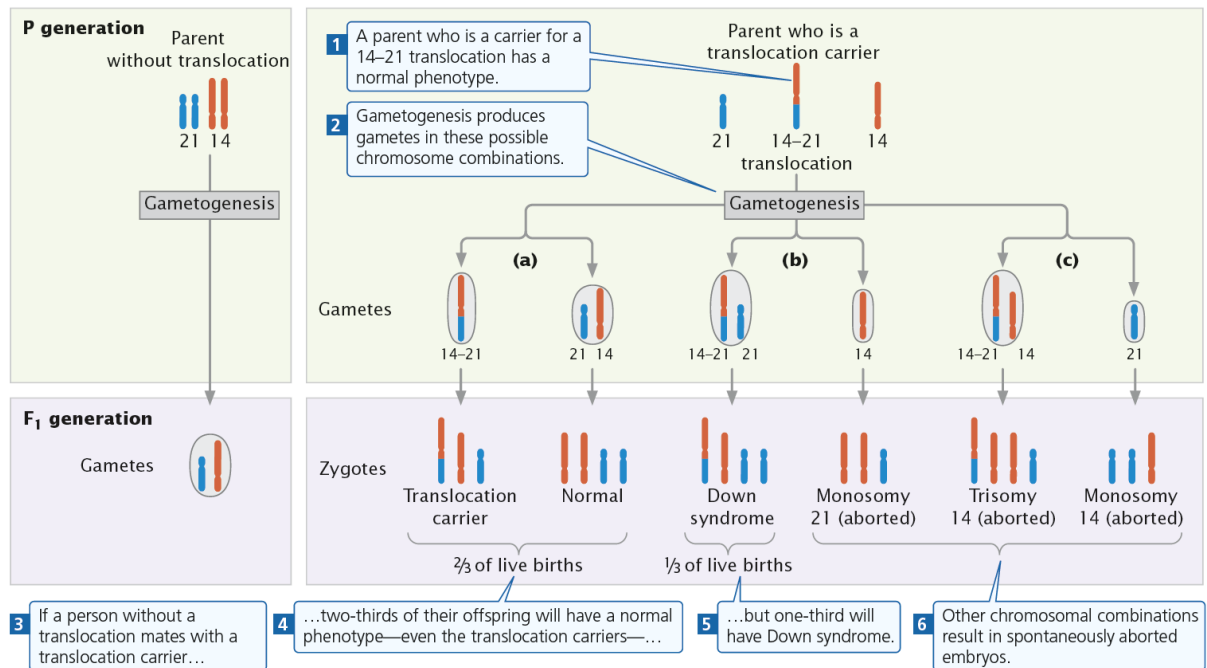 P generation
Parent
without translocation
21 14
Gametogenesis
1
A parent who is a carrier for a
14–21 translocation has a
normal phenotype.
2
Gametogenesis produces
gametes in these possible
chromosome combinations.
Parent who is a
translocation carrier
21 14–21 14
translocation
Gametogenesis
(a) (b) (c)
Gametes
14–21 21 14 14–21 21 14 14–21 14 21
F1 generation
Gametes
Zygotes
Translocation
carrier
Normal
Down
syndrome
Monosomy
21 (aborted)
Trisomy
14 (aborted)
Monosomy
14 (aborted)
⅔ of live births
⅓ of live births
3
If a person without a
translocation mates with a
translocation carrier…
4
…two-thirds of their offspring will have a normal
phenotype—even the translocation carriers—…
5
…but one-third will
have Down syndrome.
6
Other chromosomal combinations
result in spontaneously aborted
embryos.